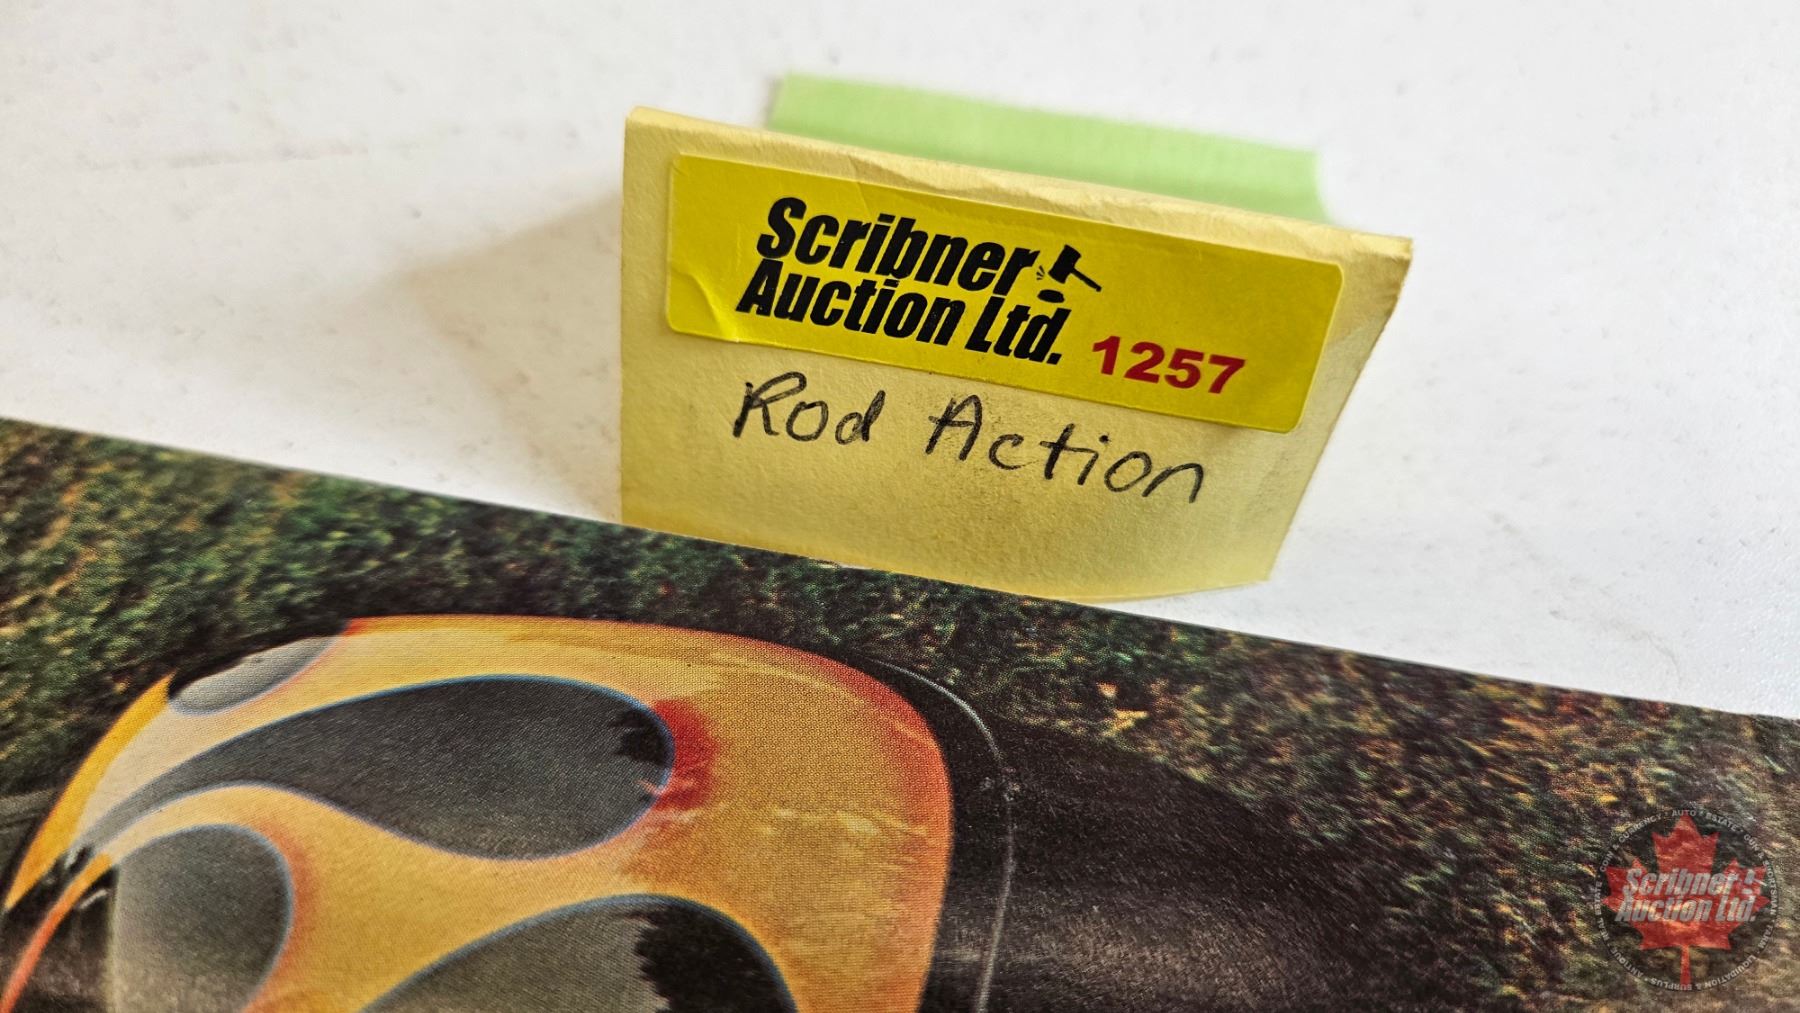 Scribner
Auction Ltd.
1257
Rod Action
Scribner
Auction Ltd.